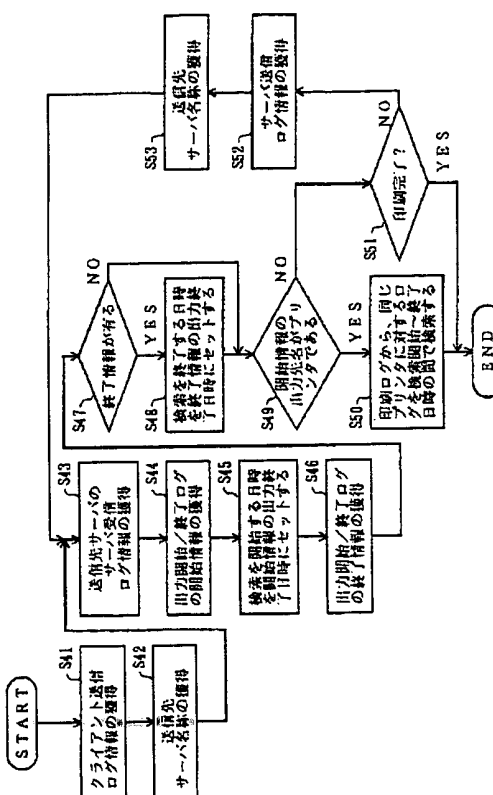 START
S41
クライアント送信
ログ情報の獲得
S42
送信先
サーバ名称の獲得
S43
送信先サーバの
サーバ受信
ログ情報の獲得
S44
出力開始/終了ログ
の開始情報の獲得
S45
検索を開始する日時
を開始情報の出力終
了日時にセットする
S46
出力開始/終了ログ
の終了情報の獲得
S47
終了情報が有る
NO
YES
S48
検索を終了する日時
を終了情報の出力終
了日時にセットする
S49
開始情報の
出力先名がプリ
ンタである
NO
YES
S50
印刷ログから、同じ
プリンタに対するロ
グを検索開始~終了
日時の間で検索する
S51
印刷完了?
NO
YES
S52
サーバ送信
ログ情報の獲得
S53
送信先
サーバ名称の獲得
END